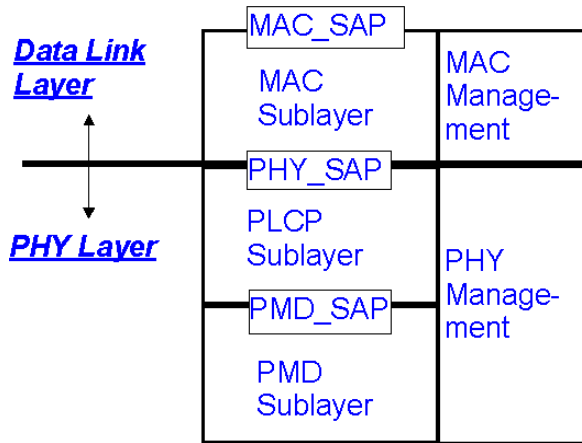 MAC_SAP
Data Link
Layer
MAC
Sublayer
MAC
Manage-
ment
PHY_SAP
PHY Layer
PLCP
Sublayer
PHY
Manage-
ment
PMD_SAP
PMD
Sublayer